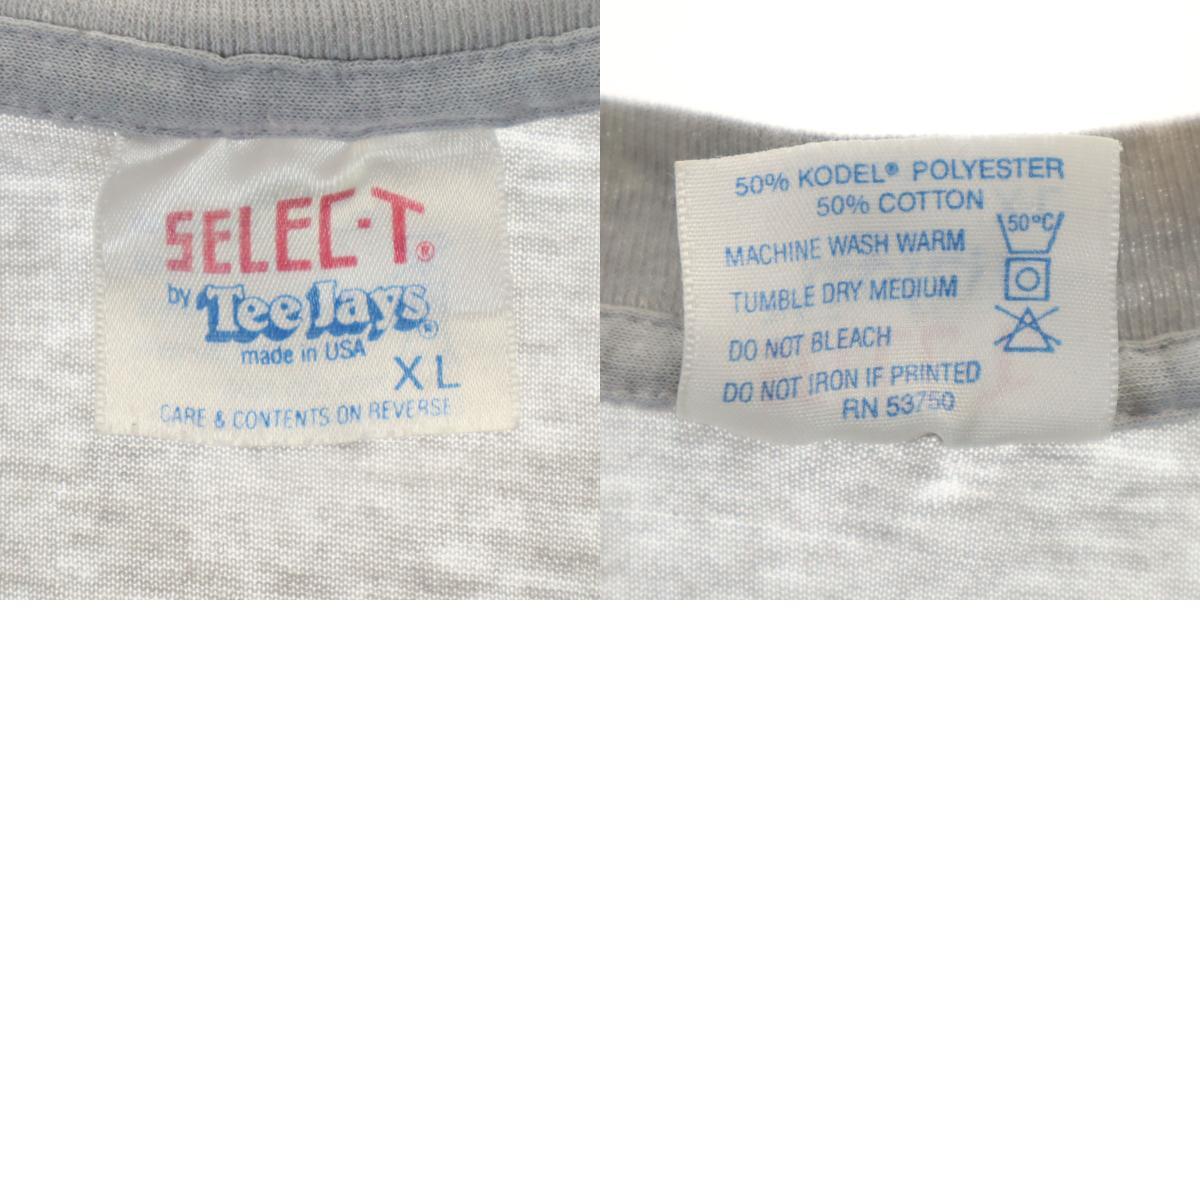 SELEC-T®
by Tee Jays®
made in USA
XL
CARE & CONTENTS ON REVERSE
50% KODEL® POLYESTER
50% COTTON
MACHINE WASH WARM
50°C
TUMBLE DRY MEDIUM
DO NOT BLEACH
DO NOT IRON IF PRINTED
RN 53750